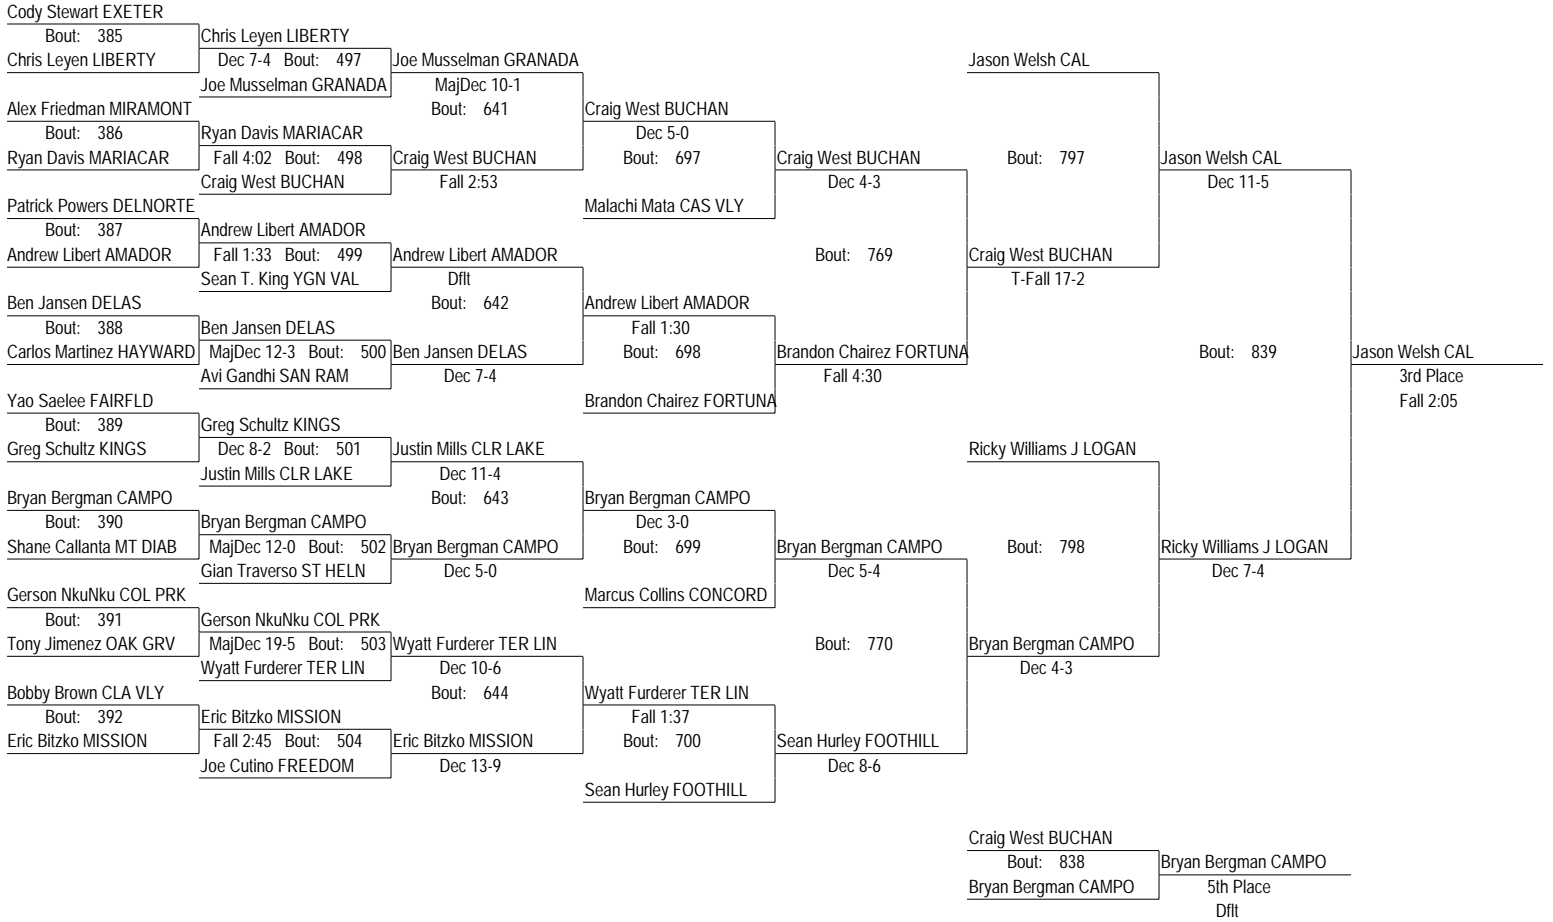 Cody Stewart EXETER
Bout: 385 Chris Leyen LIBERTY
Chris Leyen LIBERTY Dec 7-4 Bout: 497 Joe Musselman GRANADA Jason Welsh CAL
Joe Musselman GRANADA MajDec 10-1
Alex Friedman MIRAMONT Bout: 641 Craig West BUCHAN
Bout: 386 Ryan Davis MARIACAR Dec 5-0
Ryan Davis MARIACAR Fall 4:02 Bout: 498 Craig West BUCHAN Bout: 697 Craig West BUCHAN Bout: 797 Jason Welsh CAL
Craig West BUCHAN Fall 2:53 Dec 4-3 Dec 11-5
Patrick Powers DELNORTE Malachi Mata CAS VLY
Bout: 387 Andrew Libert AMADOR
Andrew Libert AMADOR Fall 1:33 Bout: 499 Andrew Libert AMADOR Bout: 769 Craig West BUCHAN
Sean T. King YGN VAL Dflt T-Fall 17-2
Ben Jansen DELAS Bout: 642 Andrew Libert AMADOR
Bout: 388 Ben Jansen DELAS Fall 1:30
Carlos Martinez HAYWARD MajDec 12-3 Bout: 500 Ben Jansen DELAS Bout: 698 Brandon Chairez FORTUNA Bout: 839 Jason Welsh CAL
Avi Gandhi SAN RAM Dec 7-4 Fall 4:30 3rd Place
Yao Saelee FAIRFLD Brandon Chairez FORTUNA Fall 2:05
Bout: 389 Greg Schultz KINGS
Greg Schultz KINGS Dec 8-2 Bout: 501 Justin Mills CLR LAKE Ricky Williams J LOGAN
Justin Mills CLR LAKE Dec 11-4
Bryan Bergman CAMPO Bout: 643 Bryan Bergman CAMPO
Bout: 390 Bryan Bergman CAMPO Dec 3-0
Shane Callanta MT DIAB MajDec 12-0 Bout: 502 Bryan Bergman CAMPO Bout: 699 Bryan Bergman CAMPO Bout: 798 Ricky Williams J LOGAN
Gian Traverso ST HELN Dec 5-0 Dec 5-4 Dec 7-4
Gerson NkuNku COL PRK Marcus Collins CONCORD
Bout: 391 Gerson NkuNku COL PRK
Tony Jimenez OAK GRV MajDec 19-5 Bout: 503 Wyatt Furderer TER LIN Bout: 770 Bryan Bergman CAMPO
Wyatt Furderer TER LIN Dec 10-6 Dec 4-3
Bobby Brown CLA VLY Bout: 644 Wyatt Furderer TER LIN
Bout: 392 Eric Bitzko MISSION Fall 1:37
Eric Bitzko MISSION Fall 2:45 Bout: 504 Eric Bitzko MISSION Bout: 700 Sean Hurley FOOTHILL
Joe Cutino FREEDOM Dec 13-9 Dec 8-6
Sean Hurley FOOTHILL
Craig West BUCHAN
Bout: 838 Bryan Bergman CAMPO
Bryan Bergman CAMPO 5th Place
Dflt